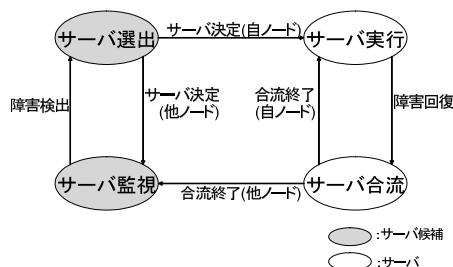 サーバ選出
サーバ決定(自ノード)
サーバ実行
障害検出
サーバ決定
(他ノード)
合流終了
(自ノード)
障害回復
サーバ監視
合流終了(他ノード)
サーバ合流
:サーバ候補
:サーバ